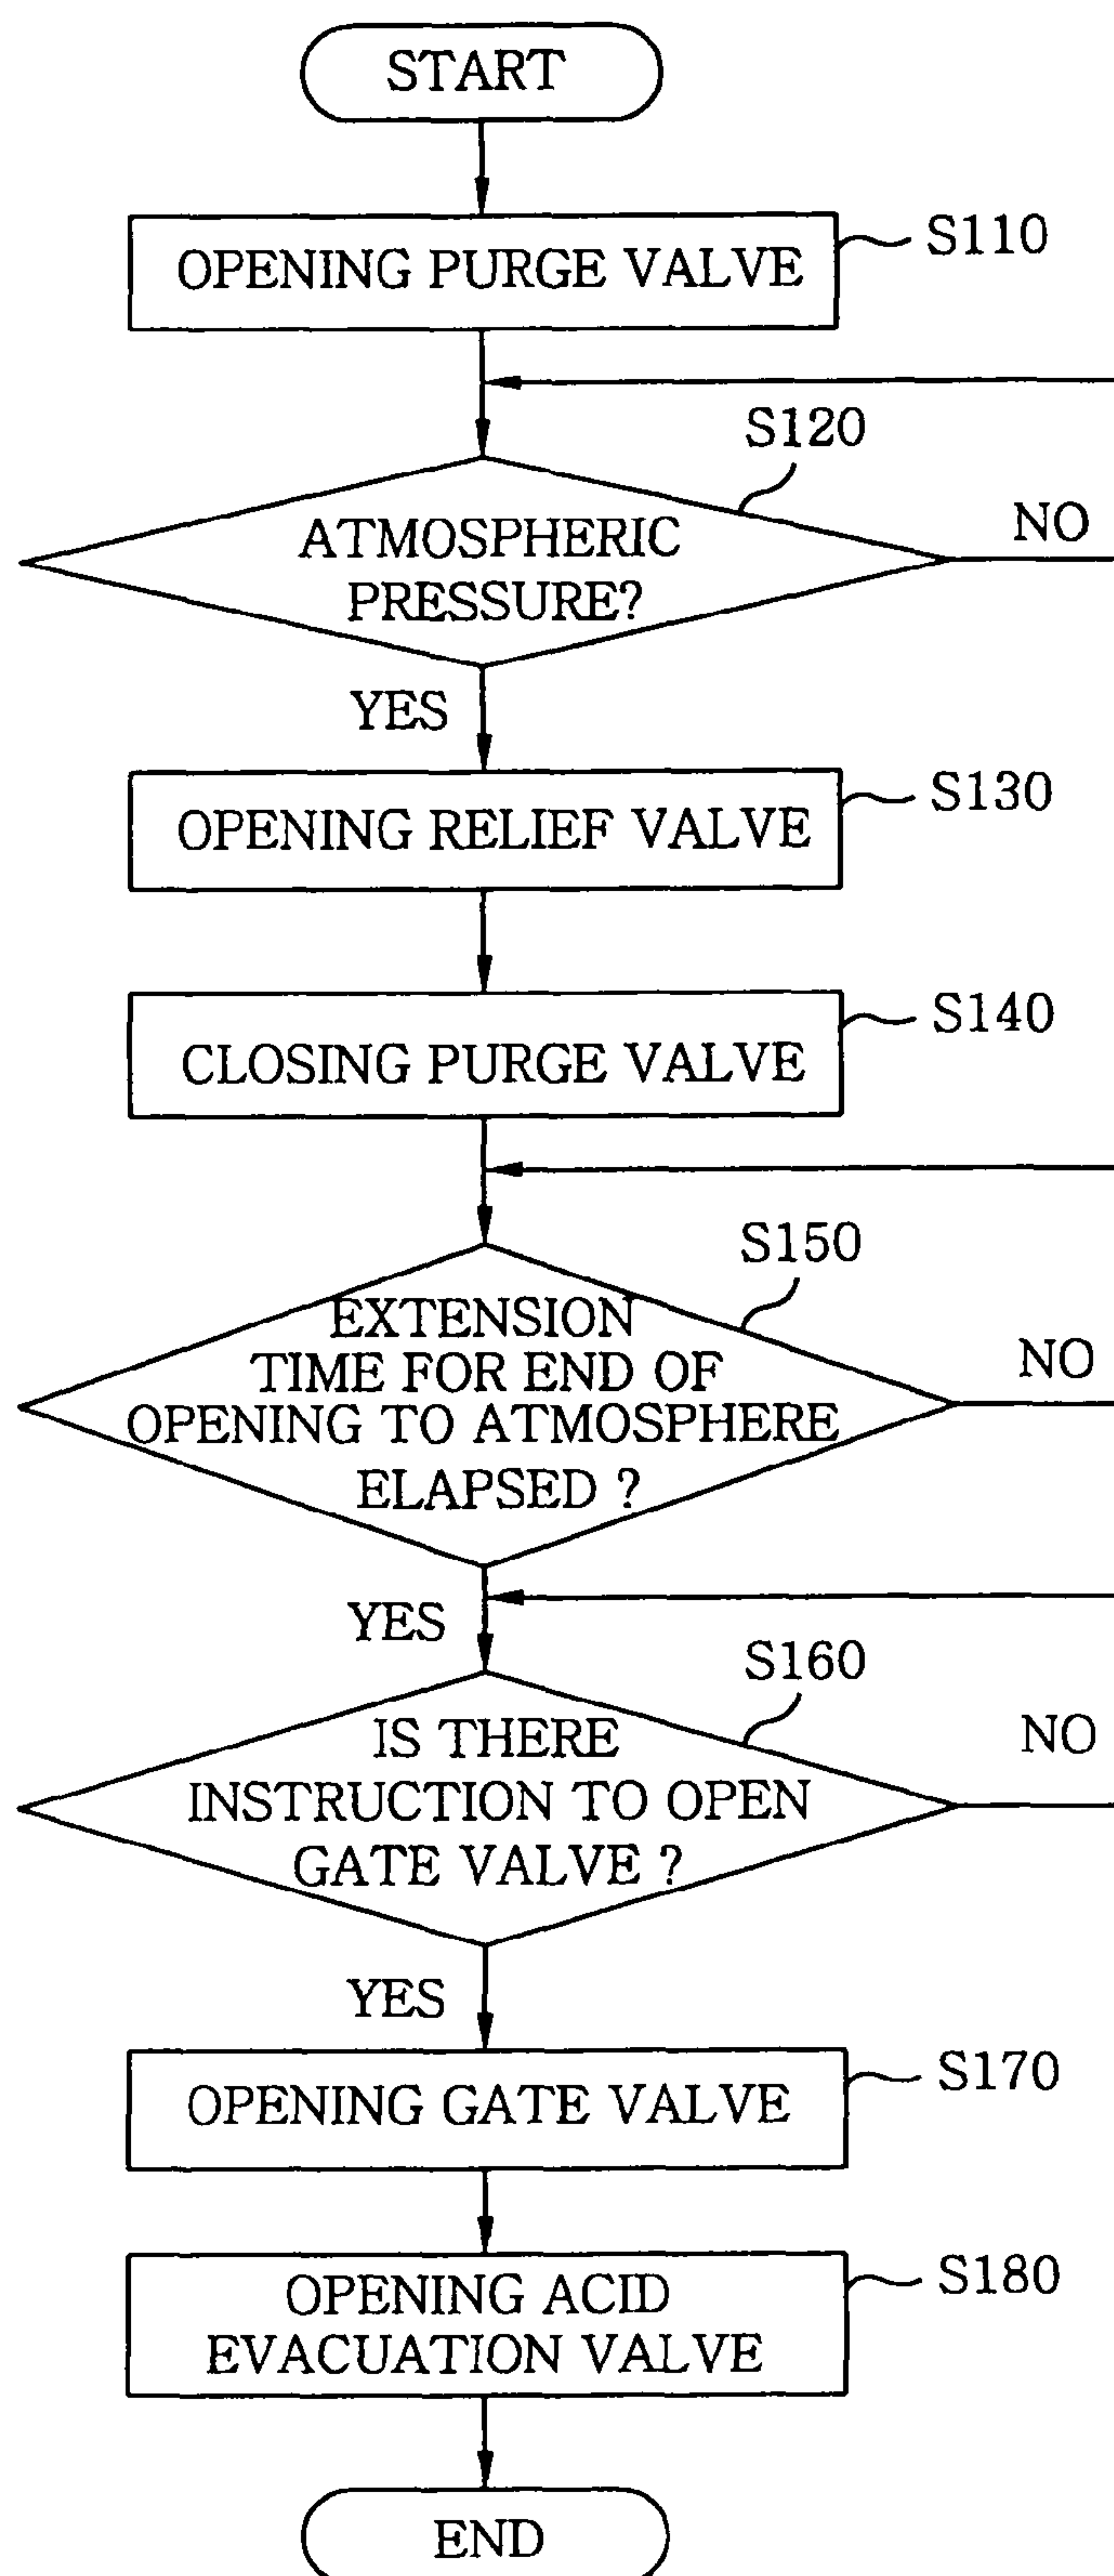 START
OPENING PURGE VALVE
S110
S120
ATMOSPHERIC
PRESSURE?
NO
YES
OPENING RELIEF VALVE
S130
CLOSING PURGE VALVE
S140
S150
EXTENSION
TIME FOR END OF
OPENING TO ATMOSPHERE
ELAPSED ?
NO
YES
S160
IS THERE
INSTRUCTION TO OPEN
GATE VALVE ?
NO
YES
OPENING GATE VALVE
S170
OPENING ACID
EVACUATION VALVE
S180
END